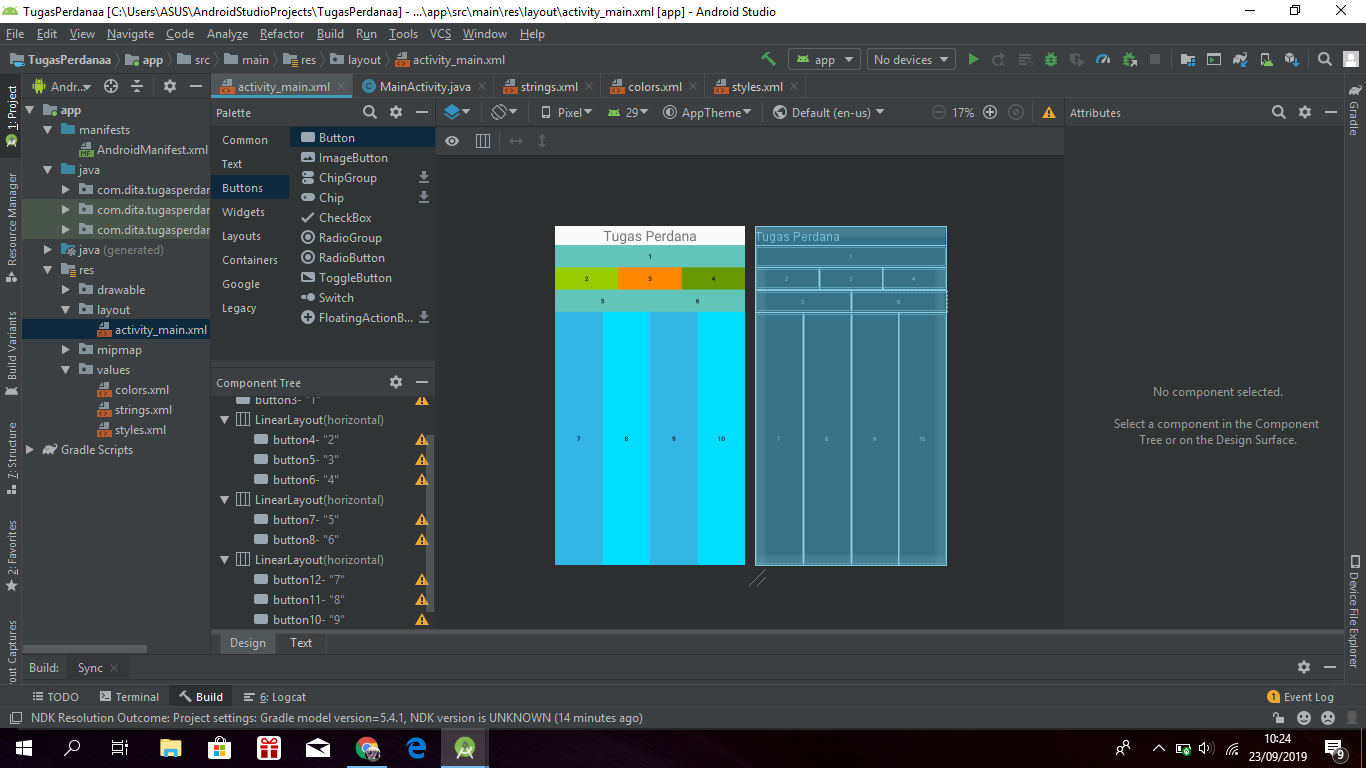 TugasPerdanaa [C:\Users\ASUS\AndroidStudioProjects\TugasPerdanaa] - ...\app\src\main\res\layout\activity_main.xml [app] - Android Studio
File Edit View Navigate Code Analyze Refactor Build Run Tools VCS Window Help
TugasPerdanaa app src main res layout activity_main.xml app No devices
1: Project
Resource Manager
Build Variants
7: Structure
2: Favorites
out Captures
Andr..
app
manifests
AndroidManifest.xml
java
com.dita.tugasperdar
com.dita.tugasperdar
com.dita.tugasperdar
java (generated)
res
drawable
layout
activity_main.xml
mipmap
values
colors.xml
strings.xml
styles.xml
Gradle Scripts
activity_main.xml MainActivity.java strings.xml colors.xml styles.xml
Palette
Common
Text
Buttons
Widgets
Layouts
Containers
Google
Legacy
Button
ImageButton
ChipGroup
Chip
CheckBox
RadioGroup
RadioButton
ToggleButton
Switch
FloatingActionB...
Component Tree
button3- "1"
LinearLayout(horizontal)
button4- "2"
button5- "3"
button6- "4"
LinearLayout(horizontal)
button7- "5"
button8- "6"
LinearLayout(horizontal)
button12- "7"
button11- "8"
button10- "9"
Design Text
Pixel 29 AppTheme Default (en-us) 17%
Tugas Perdana
1
2 3 4
5 6
7 8 9 10
Tugas Perdana
1
2 3 4
5 6
7 8 9 10
Attributes
No component selected.
Select a component in the Component
Tree or on the Design Surface.
Gradle
Device File Explorer
Build: Sync
TODO Terminal Build 6: Logcat 1 Event Log
NDK Resolution Outcome: Project settings: Gradle model version=5.4.1, NDK version is UNKNOWN (14 minutes ago)
10:24
23/09/2019
9